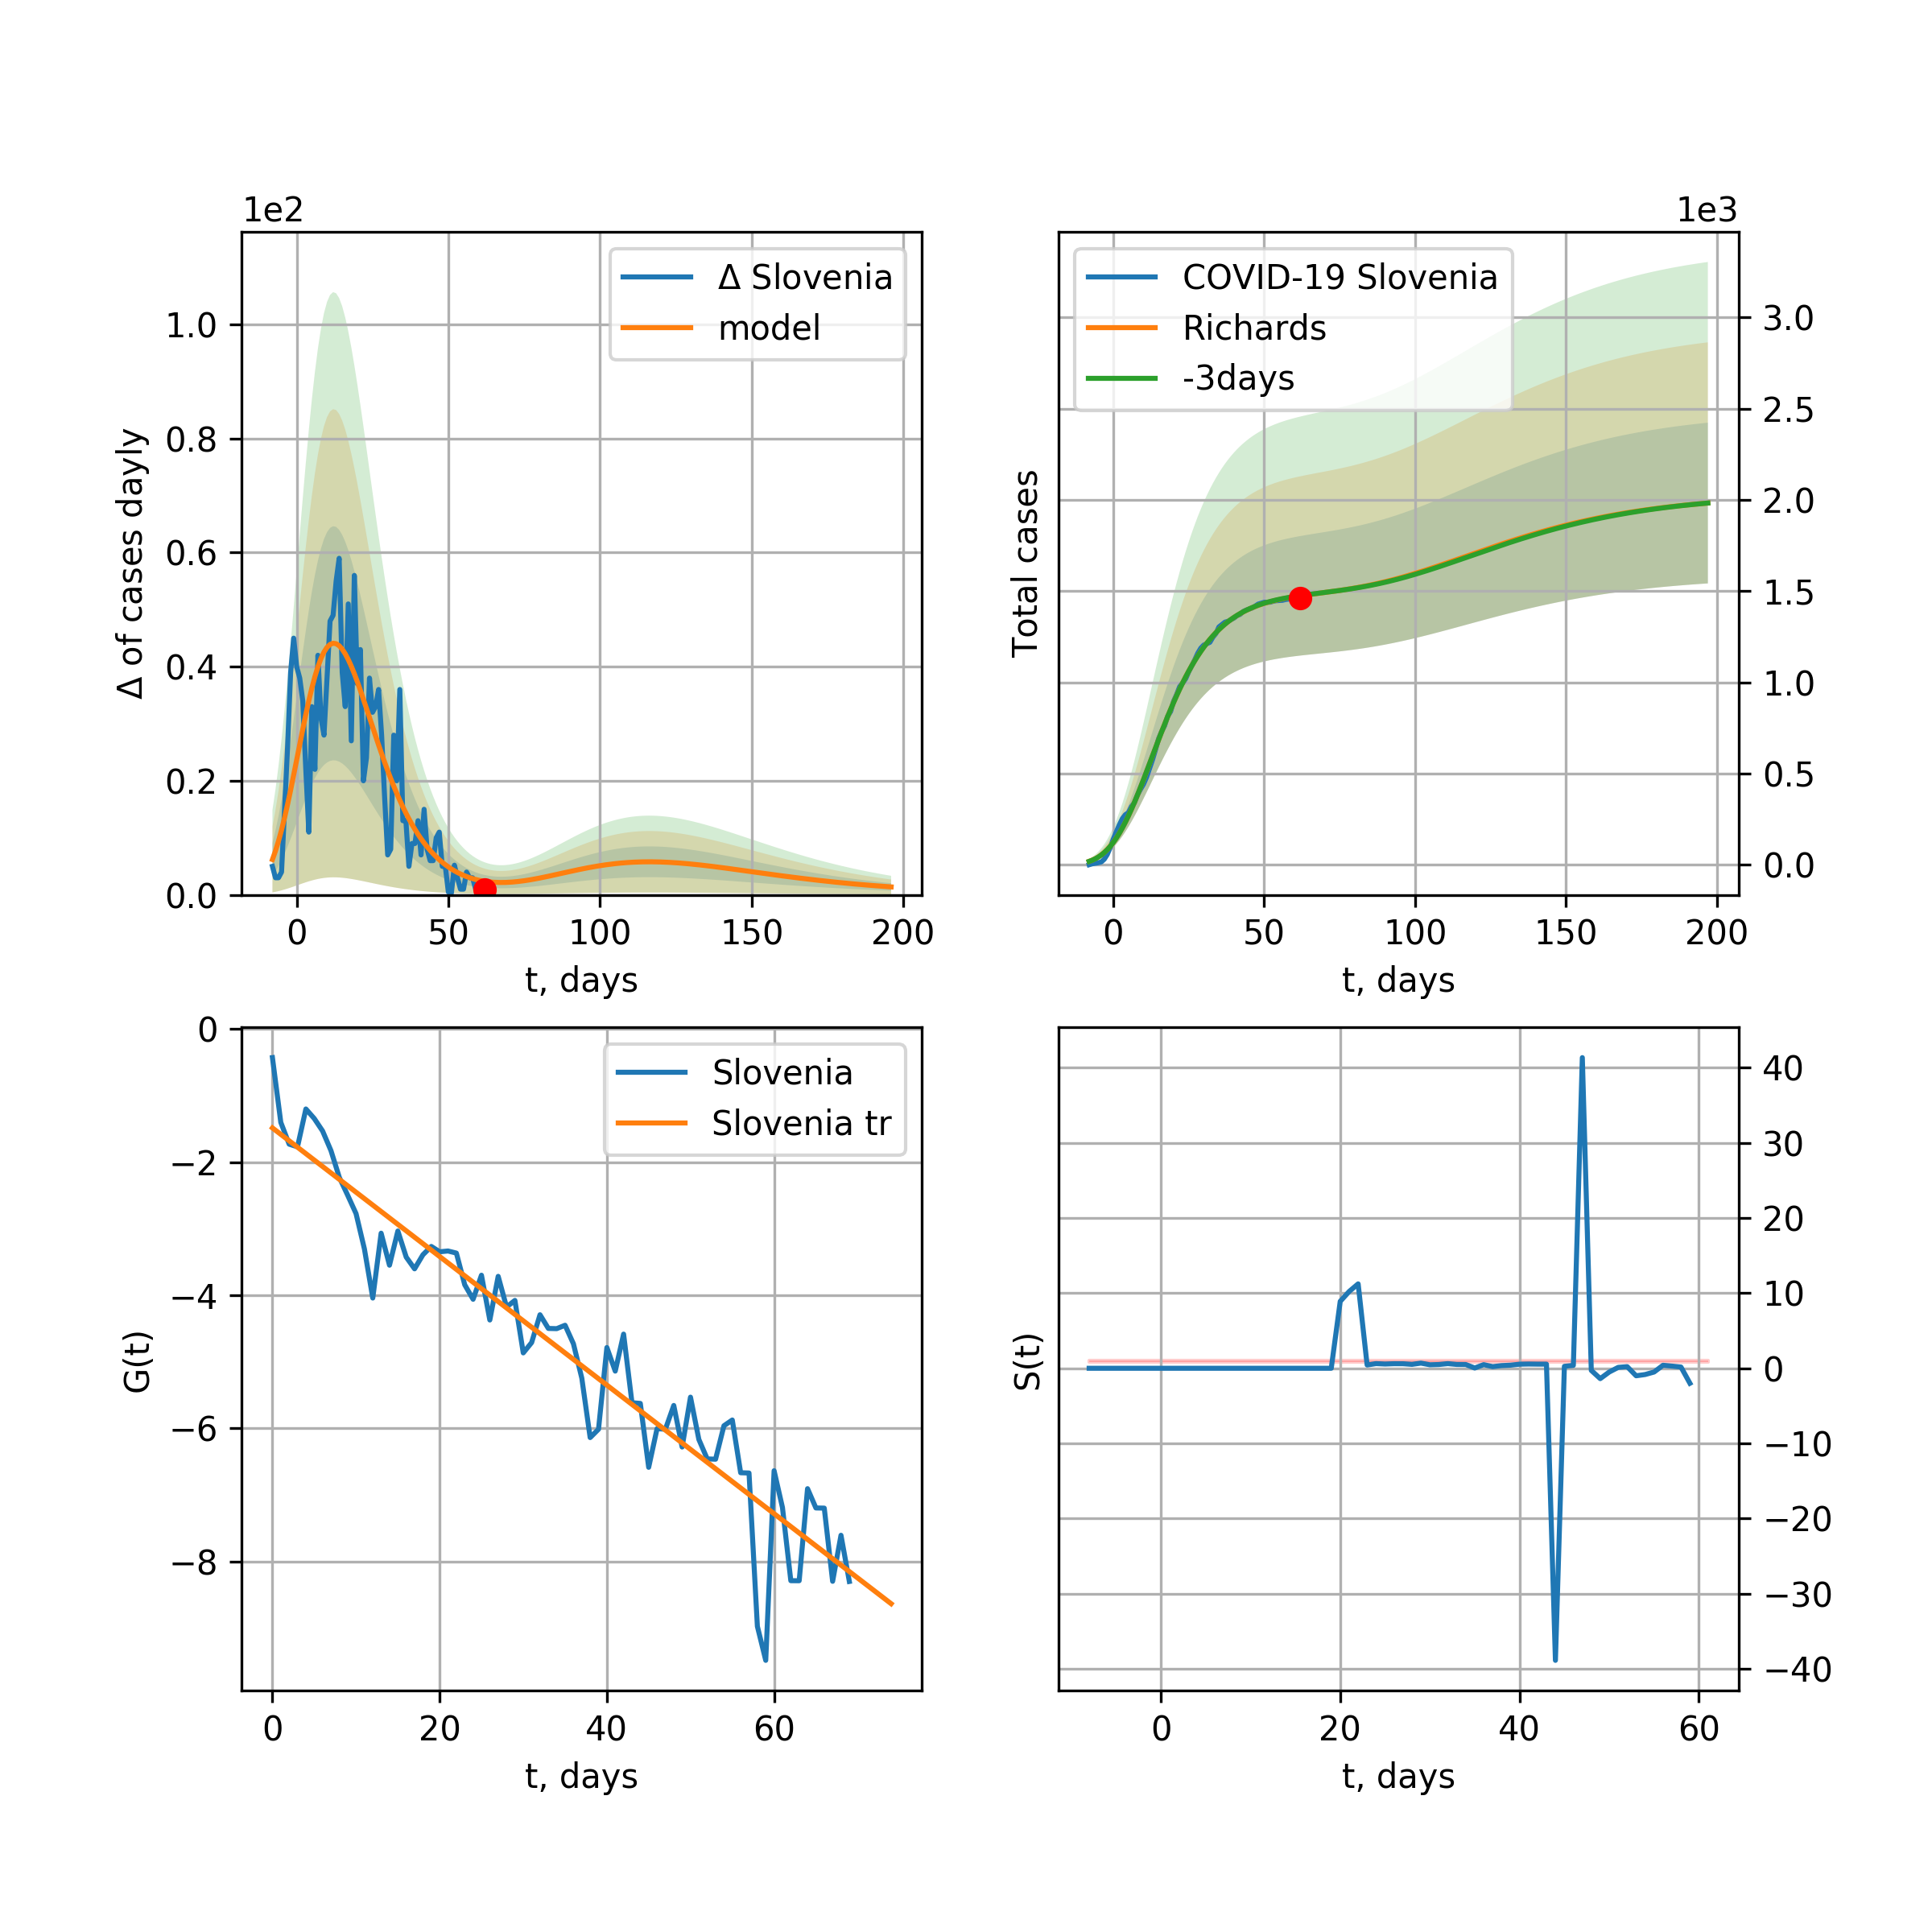 1e2
Δ Slovenia
model
1.0
0.8
0.6
0.4
0.2
0.0
Δ of cases dayly
0 50 100 150 200
t, days
1e3
COVID-19 Slovenia
Richards
-3days
3.0
2.5
2.0
1.5
1.0
0.5
0.0
Total cases
0 50 100 150 200
t, days
Slovenia
Slovenia tr
0
−2
−4
−6
−8
G(t)
0 20 40 60
t, days
40
30
20
10
0
−10
−20
−30
−40
S(t)
0 20 40 60
t, days